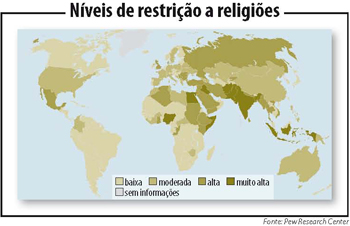 Níveis de restrição a religiões
baixa moderada alta muito alta
sem informações
Fonte: Pew Research Center